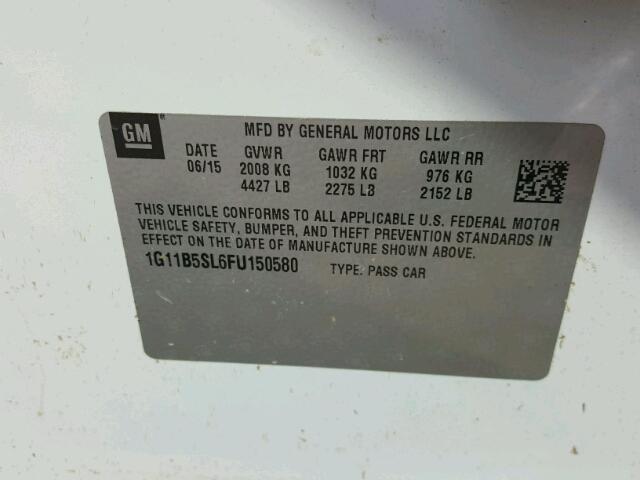 GM ® MFD BY GENERAL MOTORS LLC
DATE GVWR GAWR FRT GAWR RR
06/15 2008 KG 1032 KG 976 KG
4427 LB 2275 LB 2152 LB
THIS VEHICLE CONFORMS TO ALL APPLICABLE U.S. FEDERAL MOTOR
VEHICLE SAFETY, BUMPER, AND THEFT PREVENTION STANDARDS IN
EFFECT ON THE DATE OF MANUFACTURE SHOWN ABOVE.
1G11B5SL6FU150580 TYPE: PASS CAR